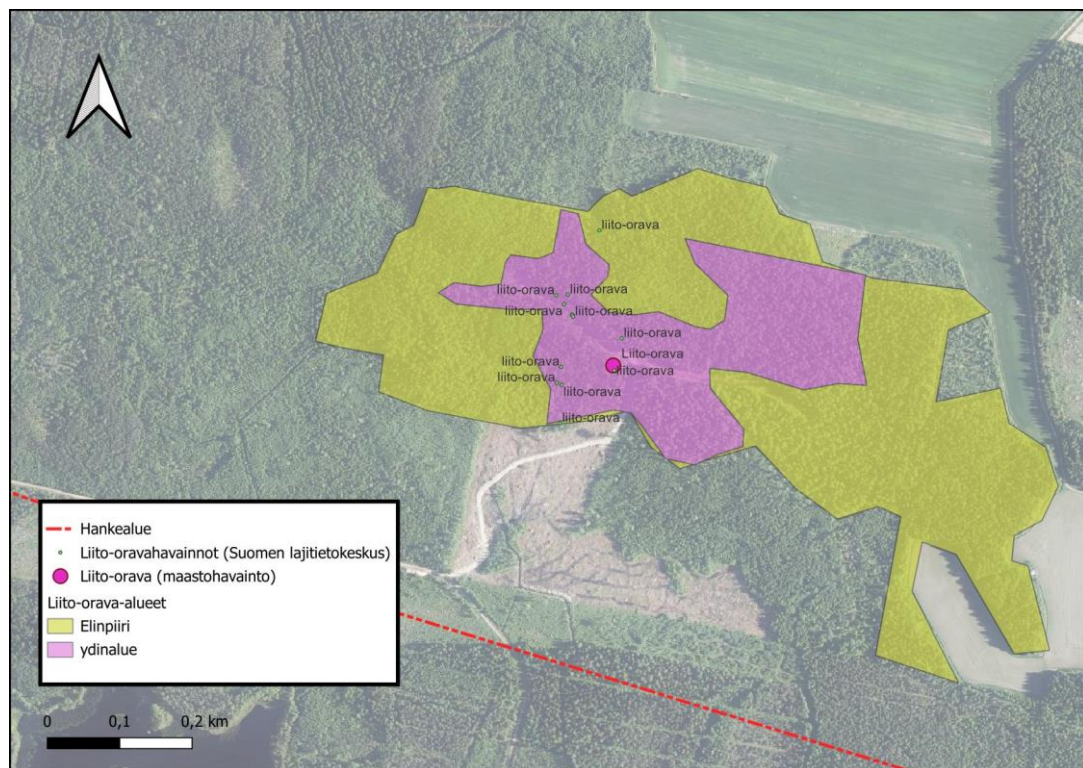 liito-orava
liito-orava
liito-orava
liito-orava
liito-orava
liito-orava
Liito-orava
liito-orava
liito-orava
liito-orava
liito-orava
liito-orava
Hankealue
Liito-oravahavainnot (Suomen lajitietokeskus)
Liito-orava (maastohavainto)
Liito-orava-alueet
Elinpiiri
ydinalue
0 0,1 0,2 km